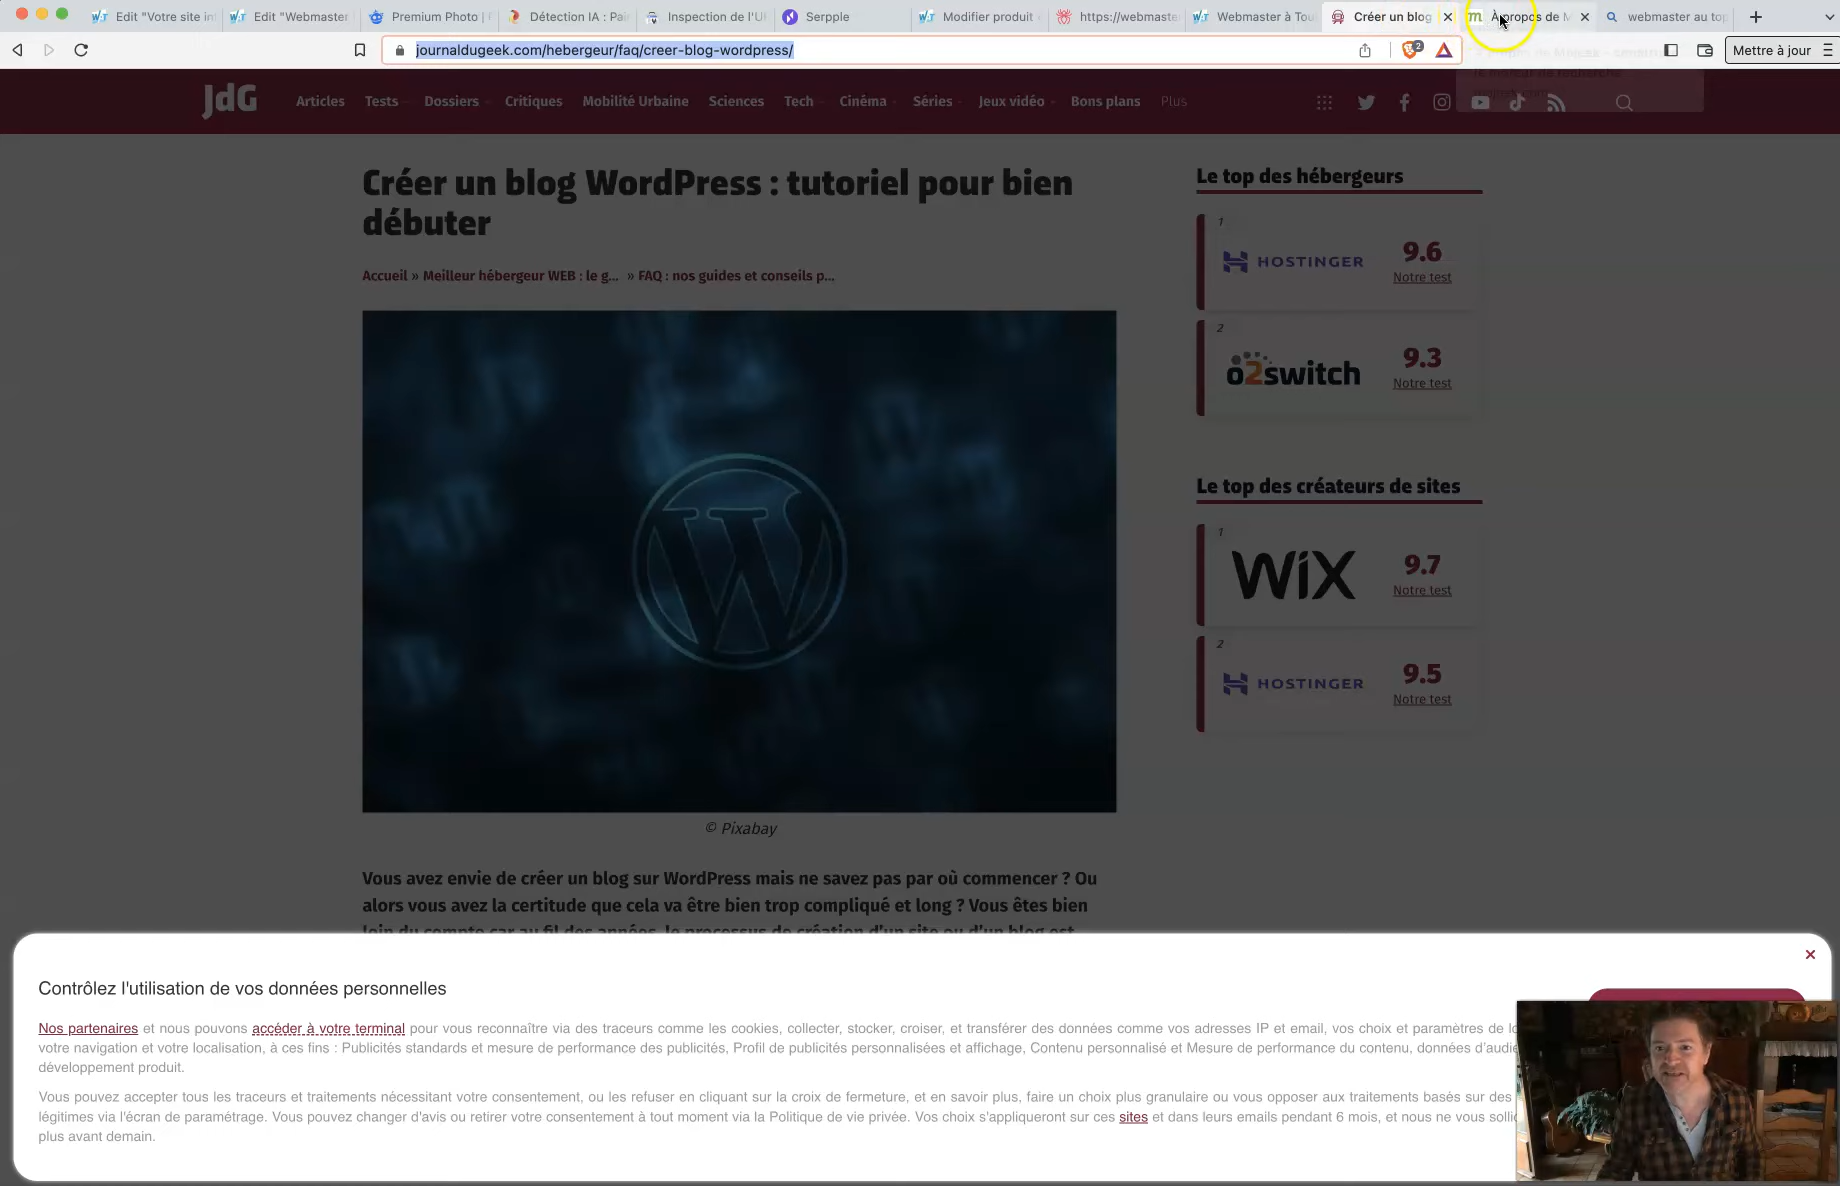 Edit "Votre site in
Edit "Webmaster
Premium Photo | F
Détection IA : Pai
Inspection de l'U
Serpple
Modifier produit
https://webmaste
Webmaster à Tou
Créer un blog
À propos de M
webmaster au top
journaldugeek.com/hebergeur/faq/creer-blog-wordpress/
2
Mettre à jour
JdG
Articles
Tests
Dossiers
Critiques
Mobilité Urbaine
Sciences
Tech
Cinéma
Séries
Jeux vidéo
Bons plans
Plus
Créer un blog WordPress : tutoriel pour bien
débuter
Accueil » Meilleur hébergeur WEB : le g... » FAQ : nos guides et conseils p...
© Pixabay
Vous avez envie de créer un blog sur WordPress mais ne savez pas par où commencer ? Ou
alors vous avez la certitude que cela va être bien trop compliqué et long ? Vous êtes bien
loin du compte car au fil des années, le processus de création d'un site ou d'un blog est
Le top des hébergeurs
1
HOSTINGER
9.6
Notre test
2
o2switch
9.3
Notre test
Le top des créateurs de sites
1
WiX
9.7
Notre test
2
HOSTINGER
9.5
Notre test
Contrôlez l'utilisation de vos données personnelles
Nos partenaires et nous pouvons accéder à votre terminal pour vous reconnaître via des traceurs comme les cookies, collecter, stocker, croiser, et transférer des données comme vos adresses IP et email, vos choix et paramètres de
votre navigation et votre localisation, à ces fins : Publicités standards et mesure de performance des publicités, Profil de publicités personnalisées et affichage, Contenu personnalisé et Mesure de performance du contenu, données d'audie
développement produit.
Vous pouvez accepter tous les traceurs et traitements nécessitant votre consentement, ou les refuser en cliquant sur la croix de fermeture, et en savoir plus, faire un choix plus granulaire ou vous opposer aux traitements basés sur des
légitimes via l'écran de paramétrage. Vous pouvez changer d'avis ou retirer votre consentement à tout moment via la Politique de vie privée. Vos choix s'appliqueront sur ces sites et dans leurs emails pendant 6 mois, et nous ne vous solli
plus avant demain.